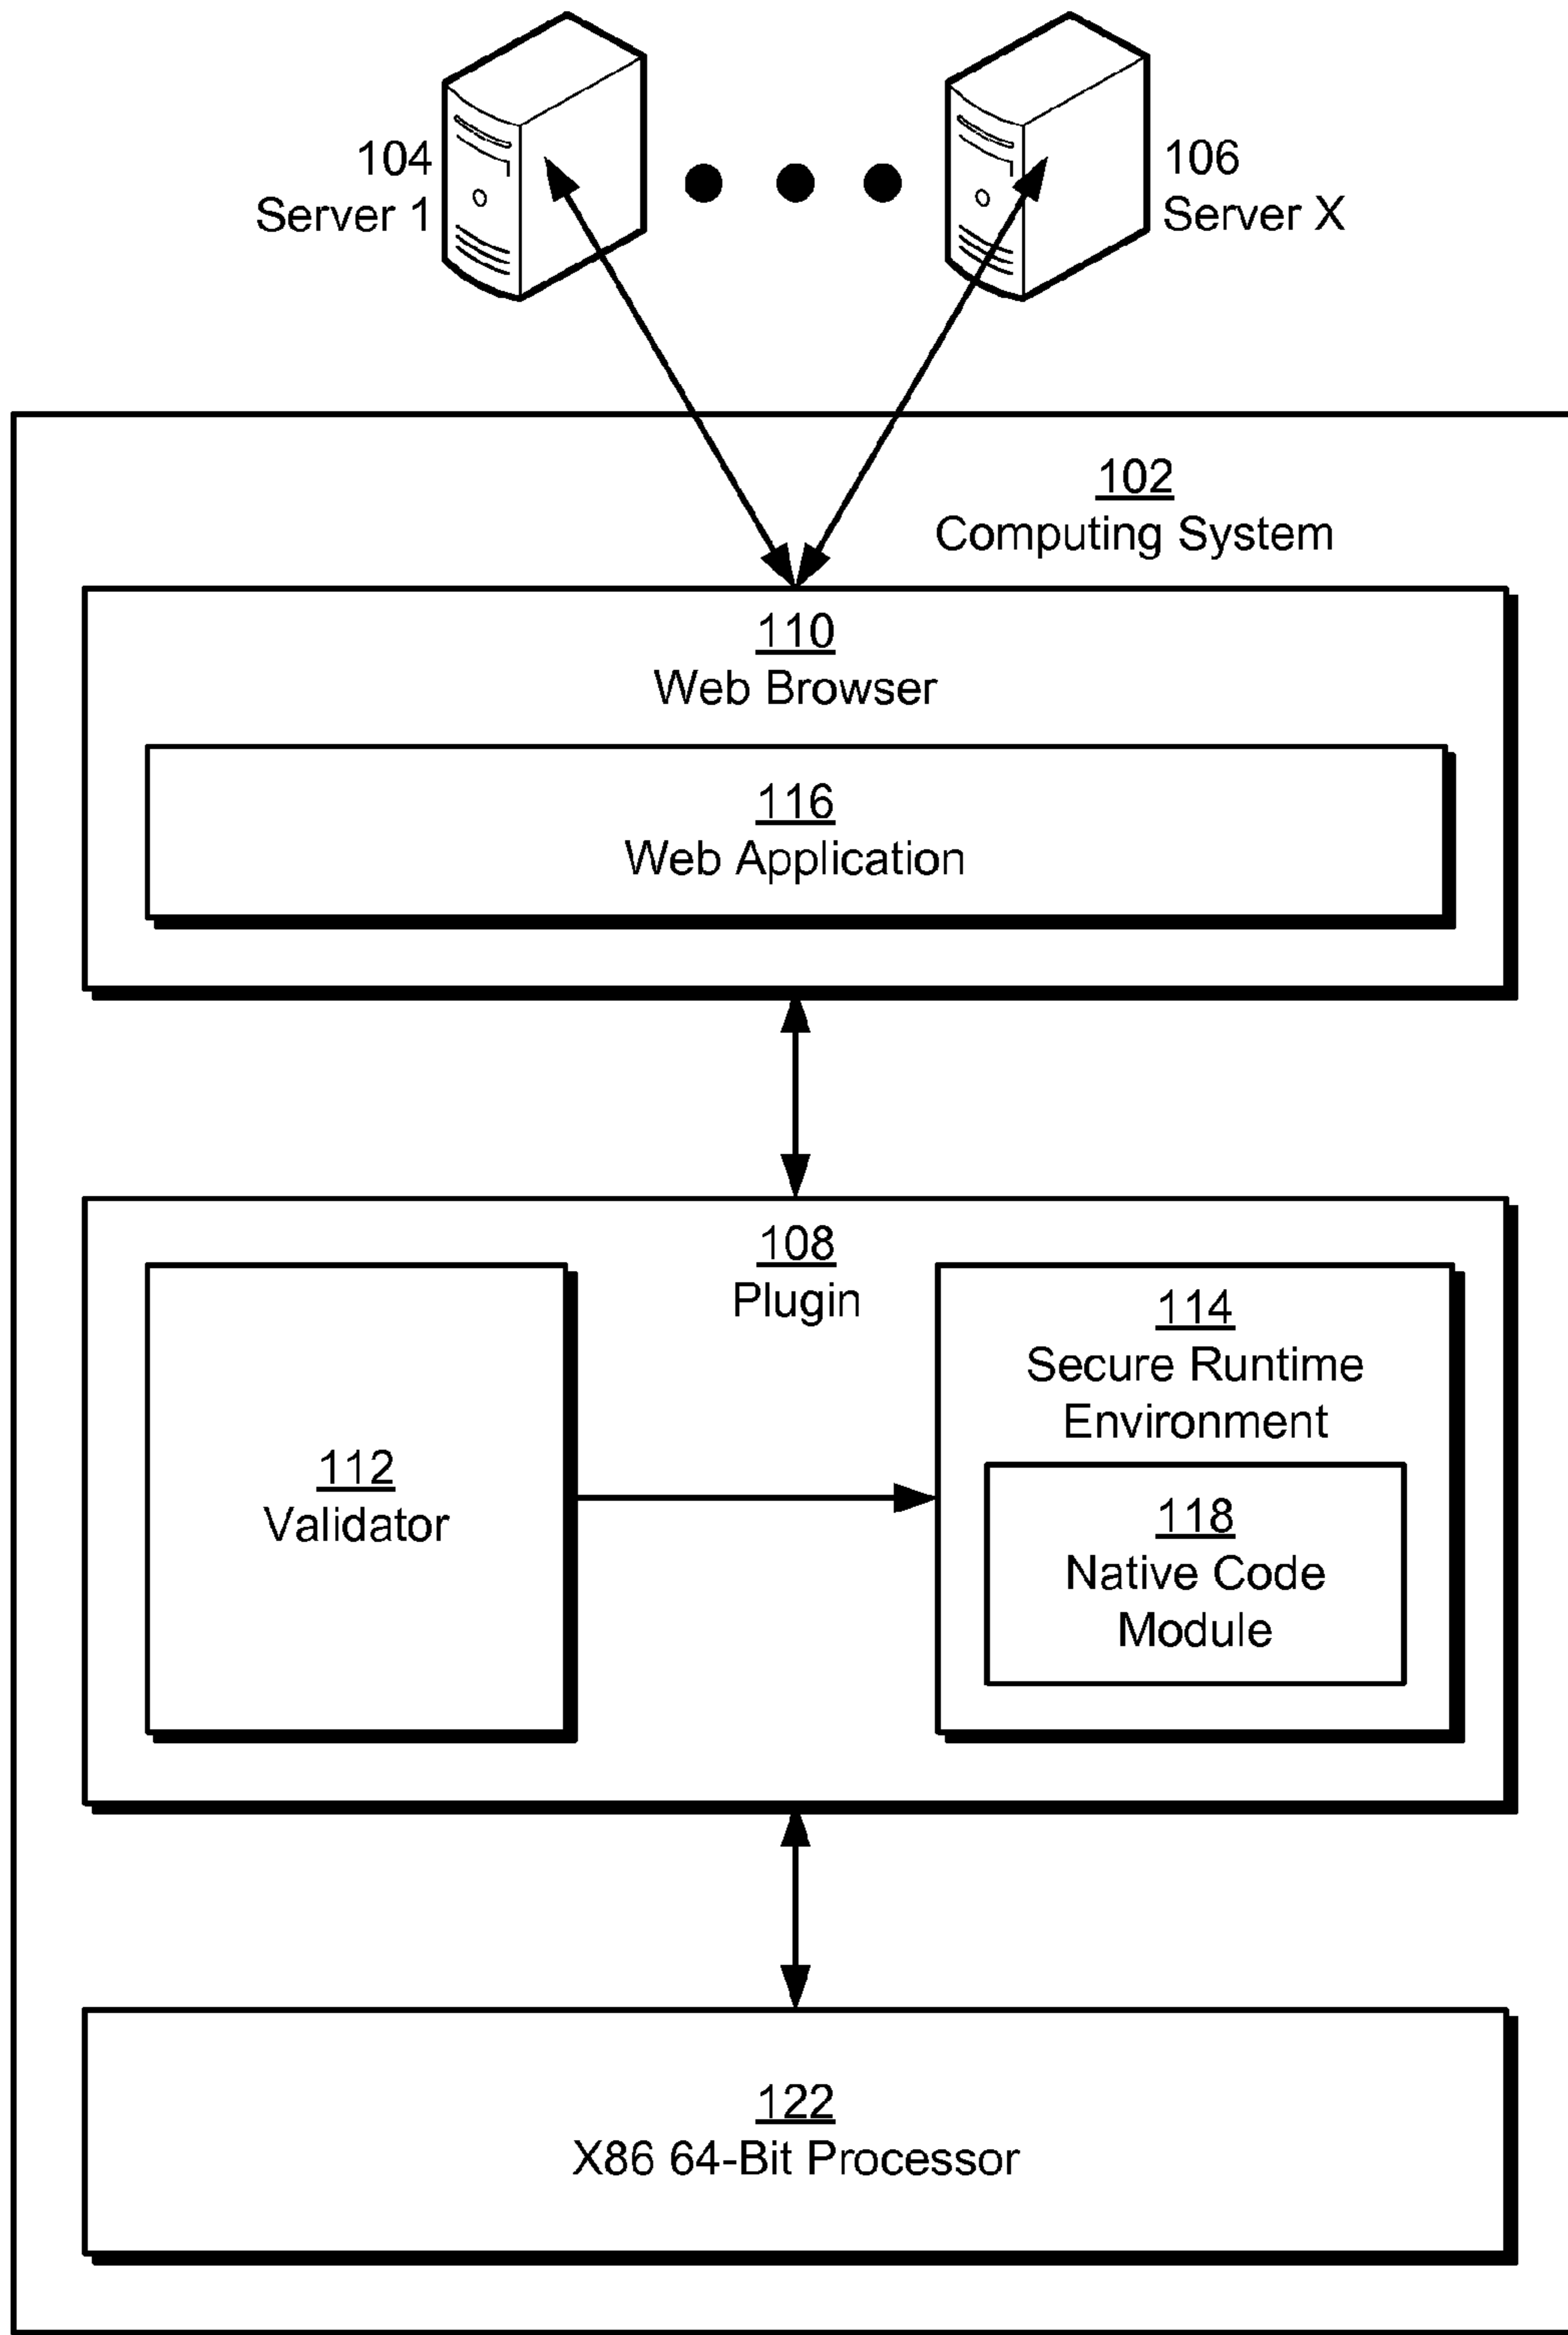 104
Server 1
106
Server X
102
Computing System
110
Web Browser
116
Web Application
108
Plugin
112
Validator
114
Secure Runtime
Environment
118
Native Code
Module
122
X86 64-Bit Processor